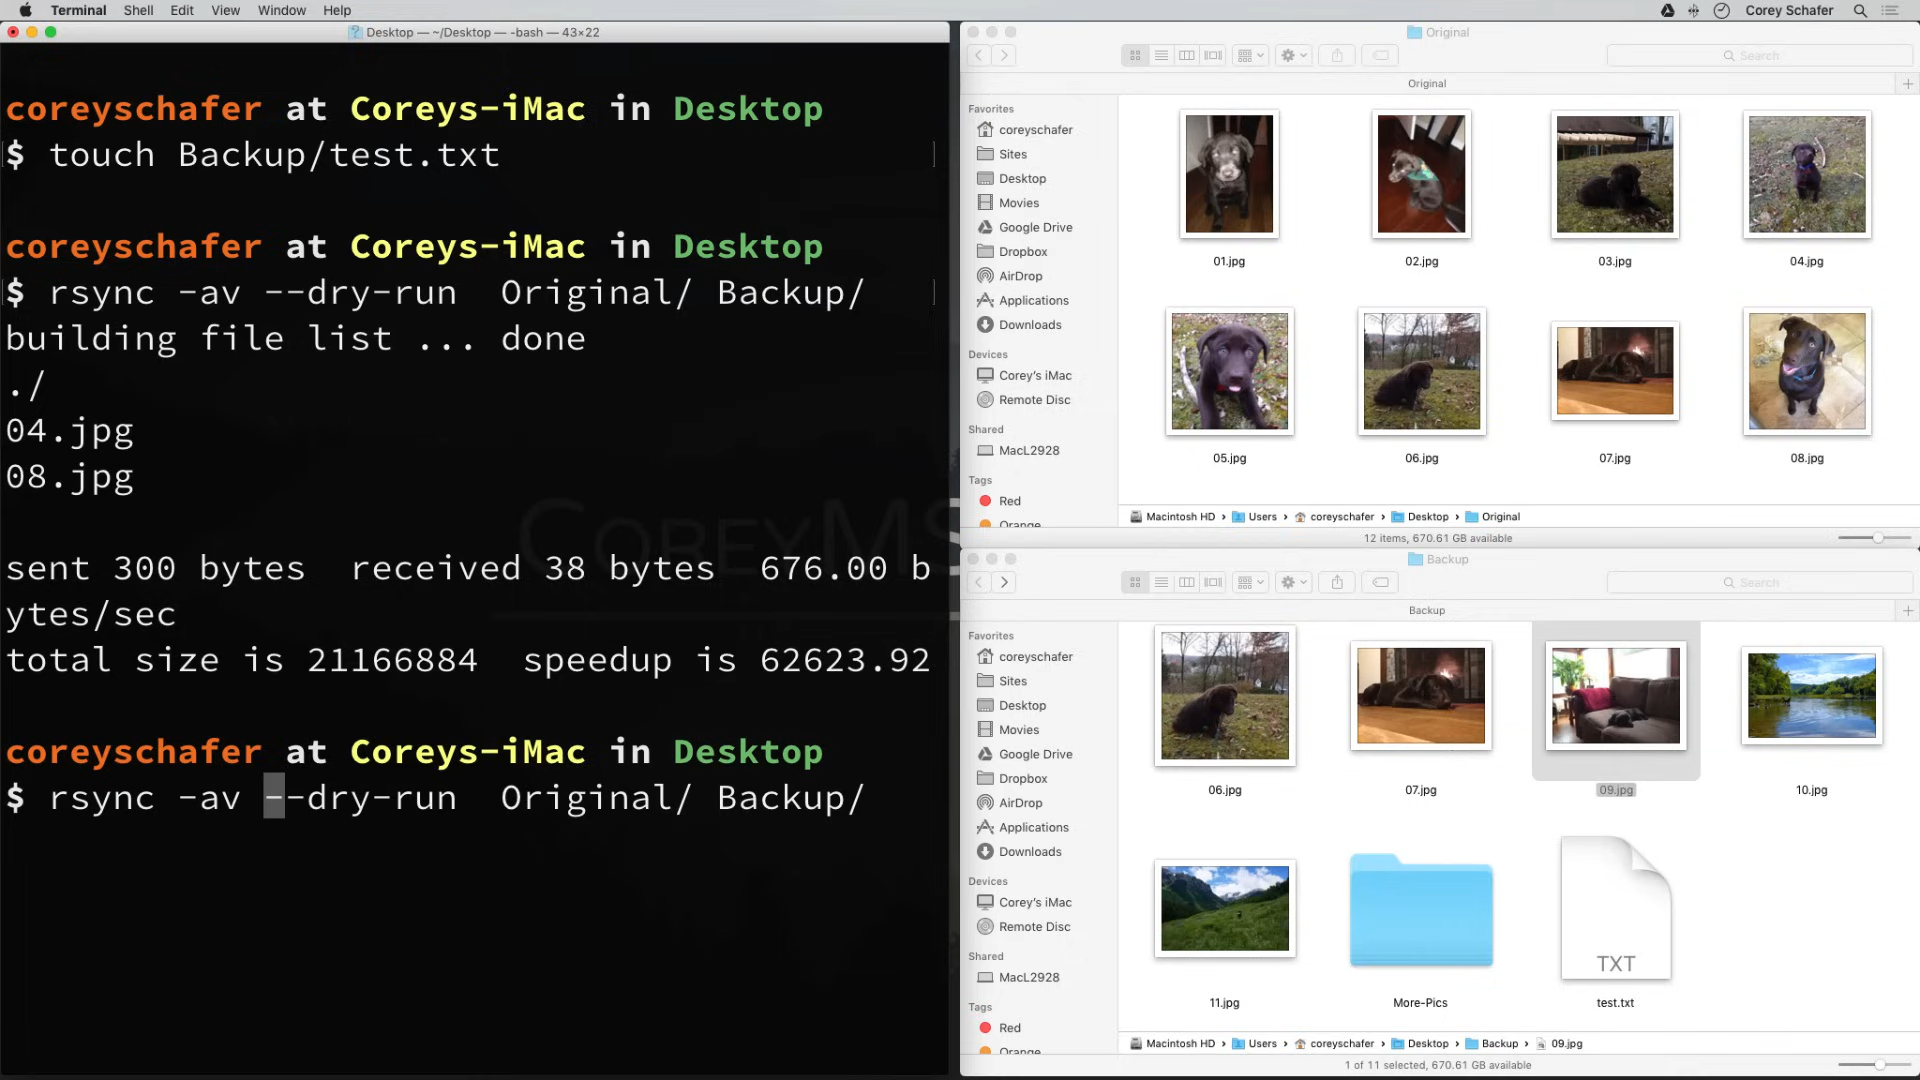 Terminal Shell Edit View Window Help
Corey Schafer
Desktop — ~/Desktop — -bash — 43×22
coreyschafer at Coreys-iMac in Desktop
$ touch Backup/test.txt
coreyschafer at Coreys-iMac in Desktop
$ rsync -av --dry-run  Original/ Backup/
building file list ... done
./
04.jpg
08.jpg
sent 300 bytes  received 38 bytes  676.00 b
ytes/sec
total size is 21166884  speedup is 62623.92
coreyschafer at Coreys-iMac in Desktop
$ rsync -av --dry-run  Original/ Backup/
COREYMS
Original
Search
Original
Favorites
coreyschafer
Sites
Desktop
Movies
Google Drive
Dropbox
AirDrop
Applications
Downloads
Devices
Corey's iMac
Remote Disc
Shared
MacL2928
Tags
Red
Orange
01.jpg
02.jpg
03.jpg
04.jpg
05.jpg
06.jpg
07.jpg
08.jpg
Macintosh HD › Users › coreyschafer › Desktop › Original
12 items, 670.61 GB available
Backup
Search
Backup
Favorites
coreyschafer
Sites
Desktop
Movies
Google Drive
Dropbox
AirDrop
Applications
Downloads
Devices
Corey's iMac
Remote Disc
Shared
MacL2928
Tags
Red
Orange
06.jpg
07.jpg
09.jpg
10.jpg
TXT
11.jpg
More-Pics
test.txt
Macintosh HD › Users › coreyschafer › Desktop › Backup › 09.jpg
1 of 11 selected, 670.61 GB available